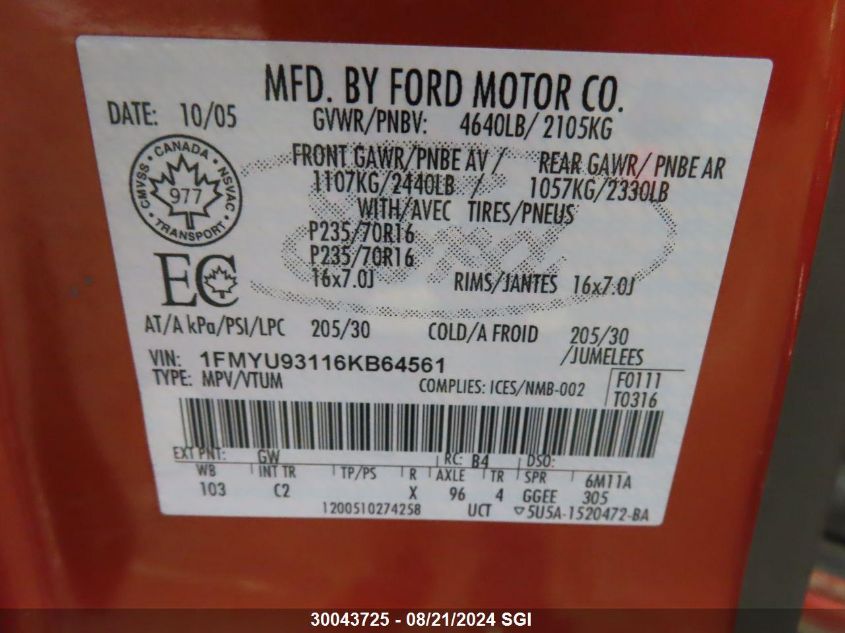 MFD. BY FORD MOTOR CO.
DATE: 10/05
GVWR/PNBV: 4640LB/ 2105KG
FRONT GAWR/PNBE AV / REAR GAWR/ PNBE AR
1107KG/2440LB / 1057KG/2330LB
WITH/AVEC TIRES/PNEUS
CANADA
CMVSS 977 NSVAC
TRANSPORT
P235/70R16
P235/70R16
EC
16x7.0J RIMS/JANTES 16x7.0J
AT/A kPa/PSI/LPC 205/30 COLD/A FROID 205/30
/JUMELEES
VIN: 1FMYU93116KB64561
TYPE: MPV/VTUM COMPLIES: ICES/NMB-002
F0111
T0316
EXT PNT: GW RC: B4 DSO:
WB INT TR TP/PS R AXLE TR SPR 6M11A
103 C2 X 96 4 GGEE 305
1200510274258 UCT ▽5U5A-1520472-BA
30043725 - 08/21/2024 SGI